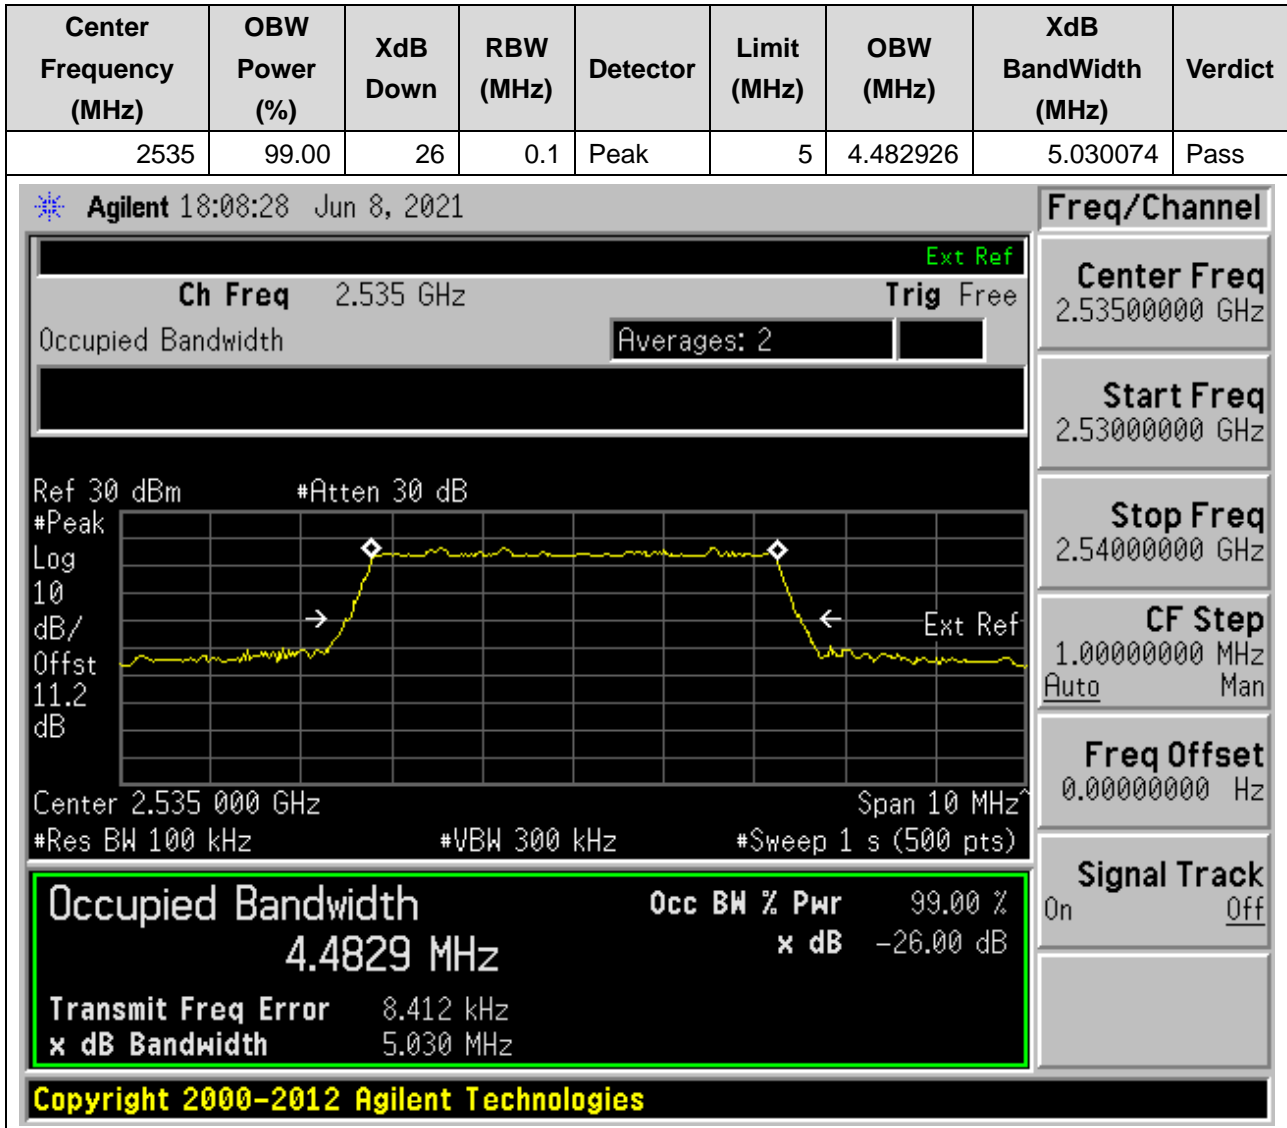 Center Frequency (MHz) OBW Power (%) XdB Down RBW (MHz) Detector Limit (MHz) OBW (MHz) XdB BandWidth (MHz) Verdict
2535 99.00 26 0.1 Peak 5 4.482926 5.030074 Pass
Agilent 18:08:28 Jun 8, 2021
Ext Ref
Ch Freq 2.535 GHz Trig Free
Occupied Bandwidth Averages: 2
Ref 30 dBm #Atten 30 dB
#Peak
Log
10
dB/
Offst
11.2
dB
Ext Ref
Center 2.535 000 GHz Span 10 MHz^
#Res BW 100 kHz #VBW 300 kHz #Sweep 1 s (500 pts)
Occupied Bandwidth Occ BW % Pwr 99.00 %
4.4829 MHz x dB -26.00 dB
Transmit Freq Error 8.412 kHz
x dB Bandwidth 5.030 MHz
Copyright 2000-2012 Agilent Technologies
Freq/Channel
Center Freq
2.53500000 GHz
Start Freq
2.53000000 GHz
Stop Freq
2.54000000 GHz
CF Step
1.00000000 MHz
Auto Man
Freq Offset
0.00000000 Hz
Signal Track
On Off